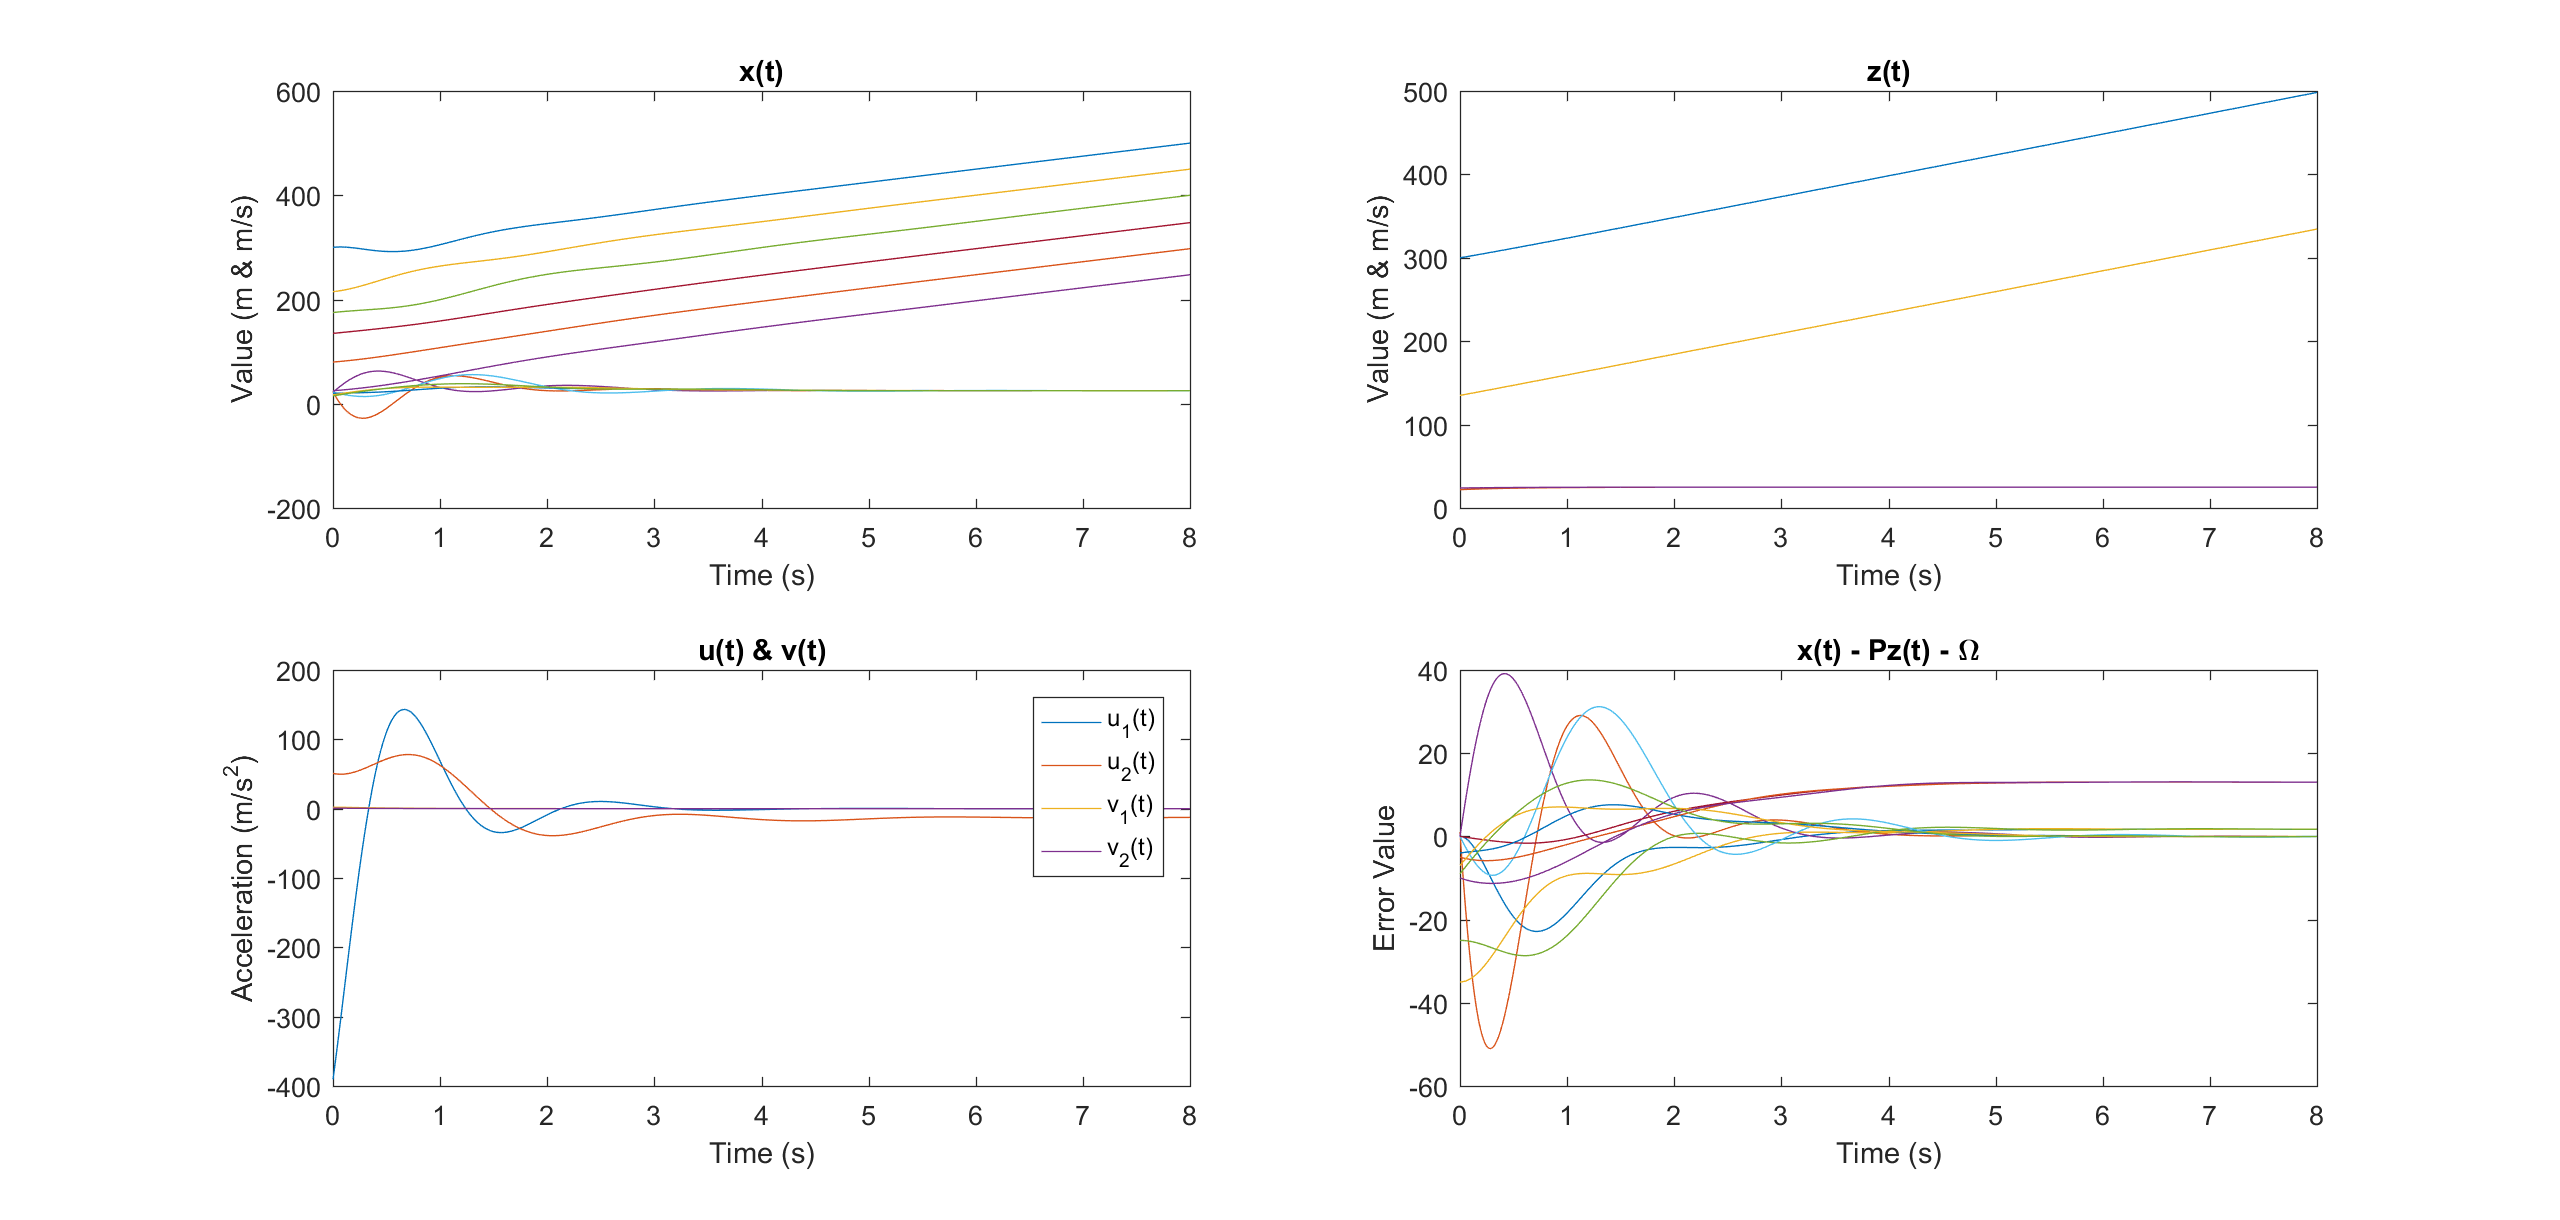 x(t)
600
400
200
0
-200
Value (m & m/s)
0 1 2 3 4 5 6 7 8
Time (s)
z(t)
500
400
300
200
100
0
Value (m & m/s)
0 1 2 3 4 5 6 7 8
Time (s)
u(t) & v(t)
200
100
0
-100
-200
-300
-400
Acceleration (m/s²)
u₁(t)
u₂(t)
v₁(t)
v₂(t)
0 1 2 3 4 5 6 7 8
Time (s)
x(t) - Pz(t) - Ω
40
20
0
-20
-40
-60
Error Value
0 1 2 3 4 5 6 7 8
Time (s)